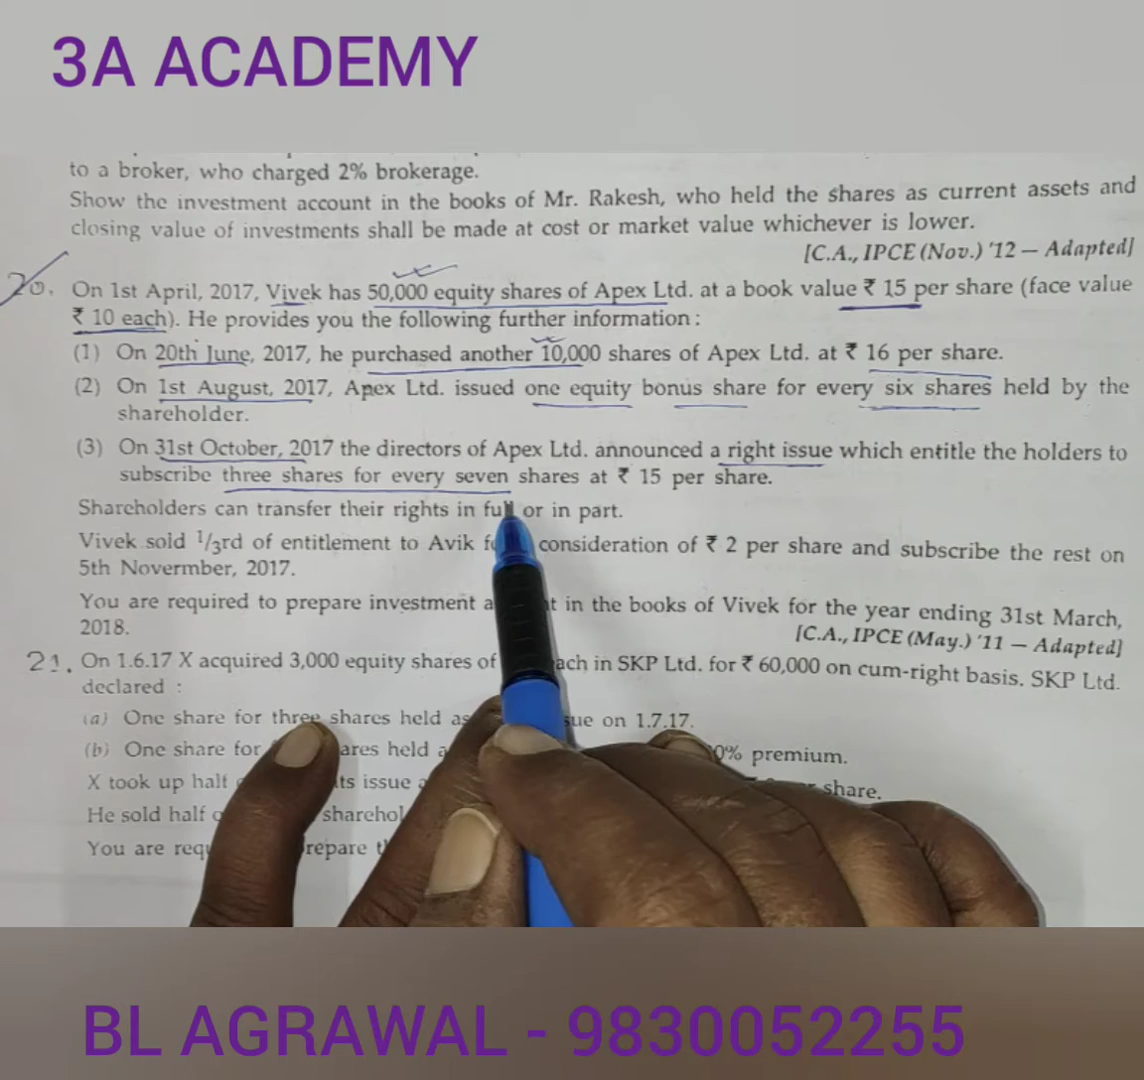 3A ACADEMY
to a broker, who charged 2% brokerage.
Show the investment account in the books of Mr. Rakesh, who held the shares as current assets and
closing value of investments shall be made at cost or market value whichever is lower.
[C.A., IPCE (Nov.) '12 – Adapted]
20. On 1st April, 2017, Vivek has 50,000 equity shares of Apex Ltd. at a book value ₹ 15 per share (face value
₹ 10 each). He provides you the following further information :
(1) On 20th June, 2017, he purchased another 10,000 shares of Apex Ltd. at ₹ 16 per share.
(2) On 1st August, 2017, Apex Ltd. issued one equity bonus share for every six shares held by the
shareholder.
(3) On 31st October, 2017 the directors of Apex Ltd. announced a right issue which entitle the holders to
subscribe three shares for every seven shares at ₹ 15 per share.
Shareholders can transfer their rights in full or in part.
Vivek sold 1/3rd of entitlement to Avik consideration of ₹ 2 per share and subscribe the rest on
5th Novermber, 2017.
You are required to prepare investment in the books of Vivek for the year ending 31st March,
2018.
[C.A., IPCE (May.) '11 – Adapted]
21. On 1.6.17 X acquired 3,000 equity shares of in SKP Ltd. for ₹ 60,000 on cum-right basis. SKP Ltd.
declared :
(a) One share for three shares held on 1.7.17.
(b) One share for premium.
X took up half issue share.
He sold half
You are
BL AGRAWAL - 9830052255